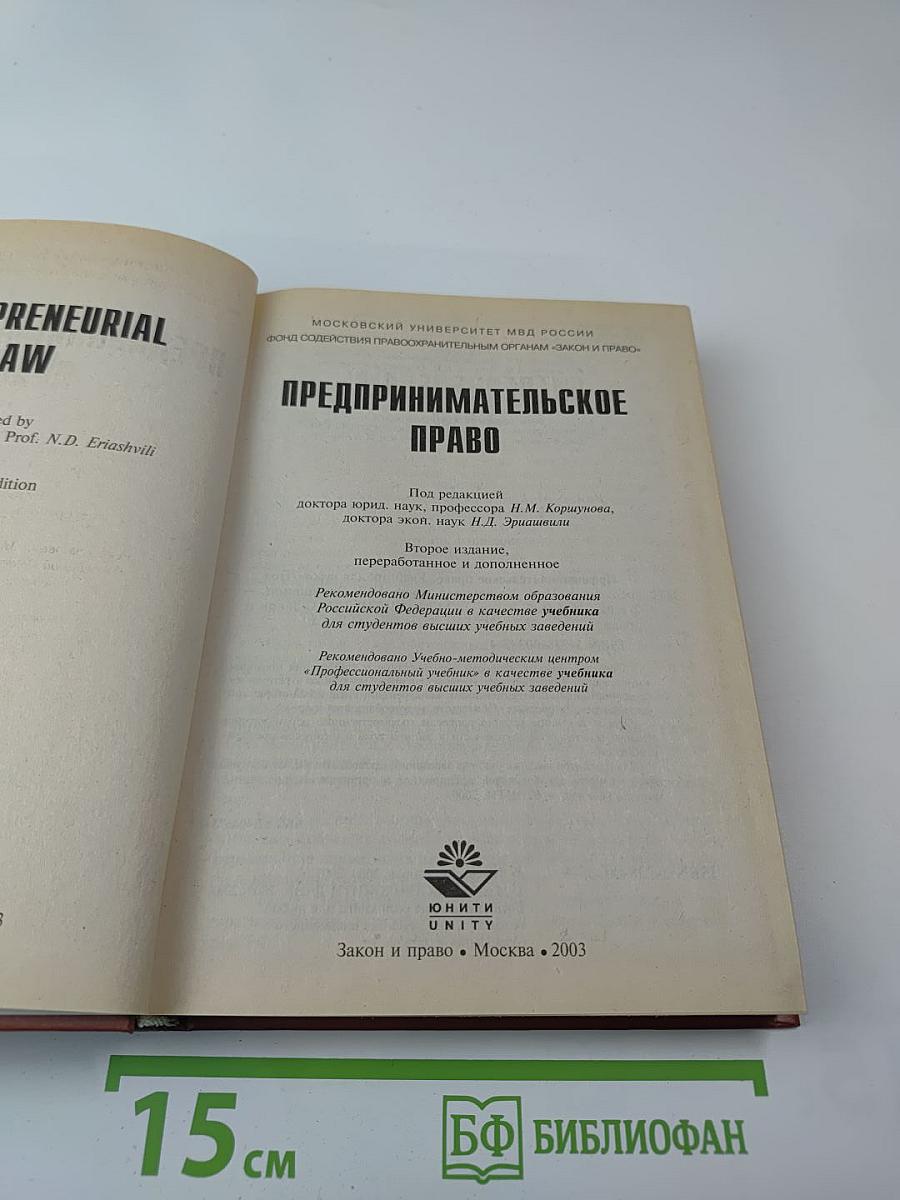 PRENEURIAL
AW
ed by
Prof. N.D. Eriashvili
dition
МОСКОВСКИЙ УНИВЕРСИТЕТ МВД РОССИИ
ФОНД СОДЕЙСТВИЯ ПРАВООХРАНИТЕЛЬНЫМ ОРГАНАМ «ЗАКОН И ПРАВО»
ПРЕДПРИНИМАТЕЛЬСКОЕ
ПРАВО
Под редакцией
доктора юрид. наук, профессора Н.М. Коршунова,
доктора экон. наук Н.Д. Эриашвили
Второе издание,
переработанное и дополненное
Рекомендовано Министерством образования
Российской Федерации в качестве учебника
для студентов высших учебных заведений
Рекомендовано Учебно-методическим центром
«Профессиональный учебник» в качестве учебника
для студентов высших учебных заведений
ЮНИТИ
UNITY
Закон и право • Москва • 2003
15 см
БФ БИБЛИОФАН